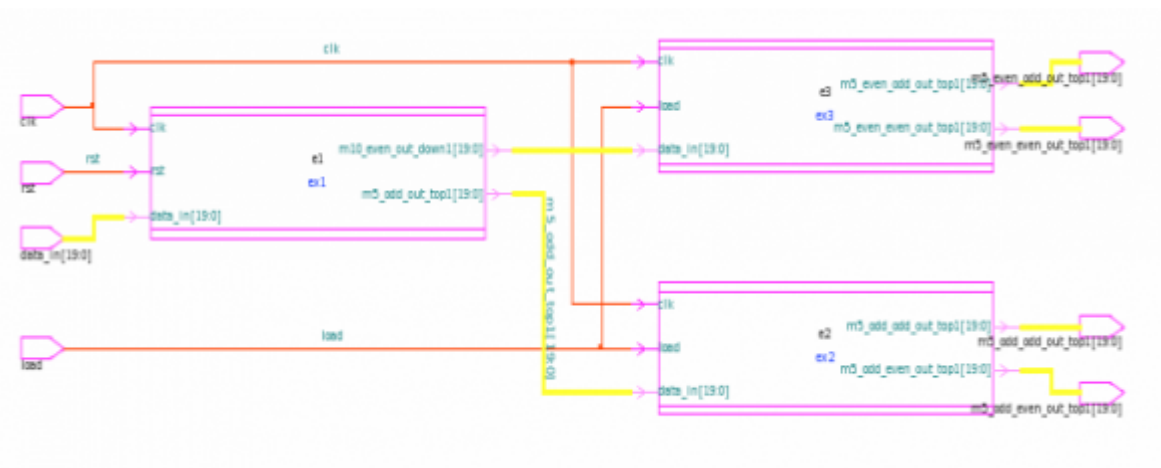 clk
clk
rst
rst
data_in[19:0]
load
load
clk
rst
data_in[19:0]
e1
ex1
m10_even_out_down1[19:0]
m5_add_out_top1[19:0]
m5_add_out_top1[19:0]
clk
load
data_in[19:0]
e3
ex3
m5_even_add_out_top1[19:0]
m5_even_even_out_top1[19:0]
m5_even_add_out_top1[19:0]
m5_even_even_out_top1[19:0]
clk
load
data_in[19:0]
e2
ex2
m5_add_add_out_top1[19:0]
m5_add_even_out_top1[19:0]
m5_add_add_out_top1[19:0]
m5_add_even_out_top1[19:0]